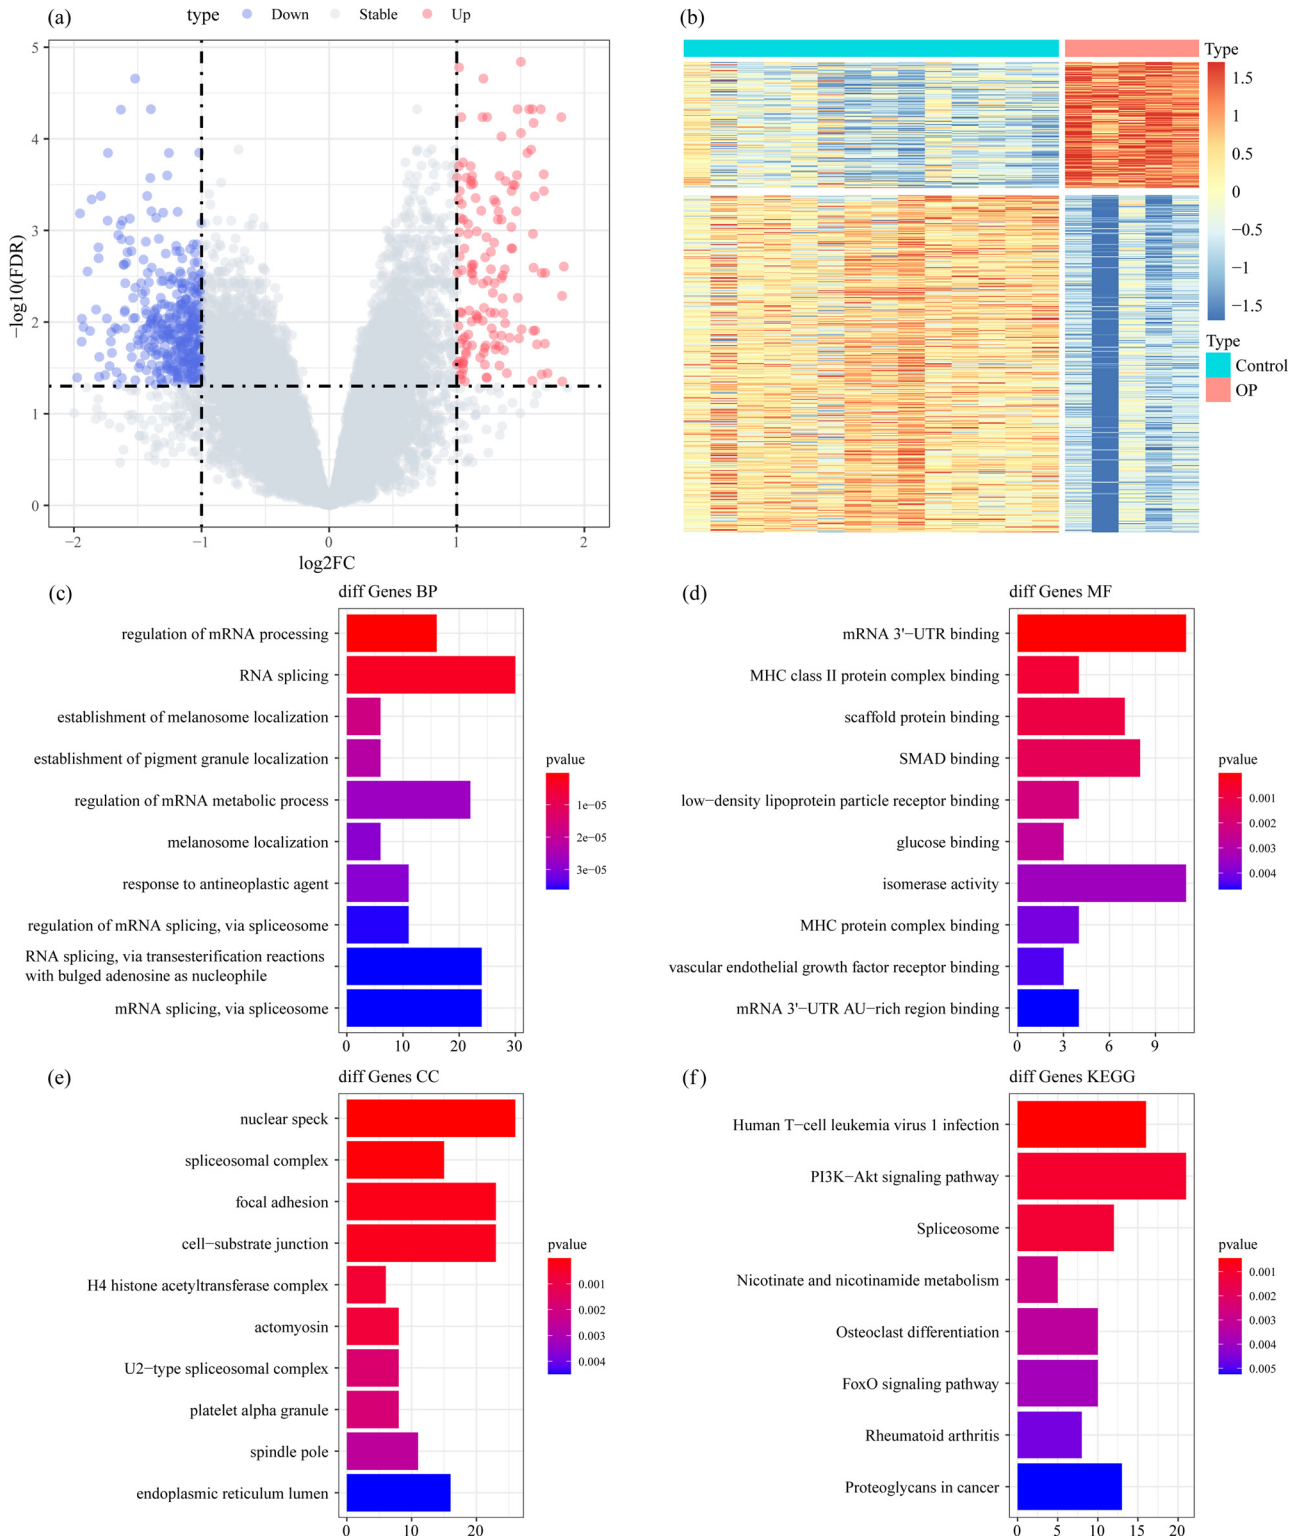 (a)
type Down Stable Up
5
4
3
2
1
0
−log10(FDR)
−2 −1 0 1 2
log2FC
(b)
Type
1.5
1
0.5
0
−0.5
−1
−1.5
Type
Control
OP
(c)
diff Genes BP
regulation of mRNA processing
RNA splicing
establishment of melanosome localization
establishment of pigment granule localization
regulation of mRNA metabolic process
melanosome localization
response to antineoplastic agent
regulation of mRNA splicing, via spliceosome
RNA splicing, via transesterification reactions
with bulged adenosine as nucleophile
mRNA splicing, via spliceosome
0 10 20 30
pvalue
1e−05
2e−05
3e−05
(d)
diff Genes MF
mRNA 3'−UTR binding
MHC class II protein complex binding
scaffold protein binding
SMAD binding
low−density lipoprotein particle receptor binding
glucose binding
isomerase activity
MHC protein complex binding
vascular endothelial growth factor receptor binding
mRNA 3'−UTR AU−rich region binding
0 3 6 9
pvalue
0.001
0.002
0.003
0.004
(e)
diff Genes CC
nuclear speck
spliceosomal complex
focal adhesion
cell−substrate junction
H4 histone acetyltransferase complex
actomyosin
U2−type spliceosomal complex
platelet alpha granule
spindle pole
endoplasmic reticulum lumen
0 10 20
pvalue
0.001
0.002
0.003
0.004
(f)
diff Genes KEGG
Human T−cell leukemia virus 1 infection
PI3K−Akt signaling pathway
Spliceosome
Nicotinate and nicotinamide metabolism
Osteoclast differentiation
FoxO signaling pathway
Rheumatoid arthritis
Proteoglycans in cancer
0 5 10 15 20
pvalue
0.001
0.002
0.003
0.004
0.005